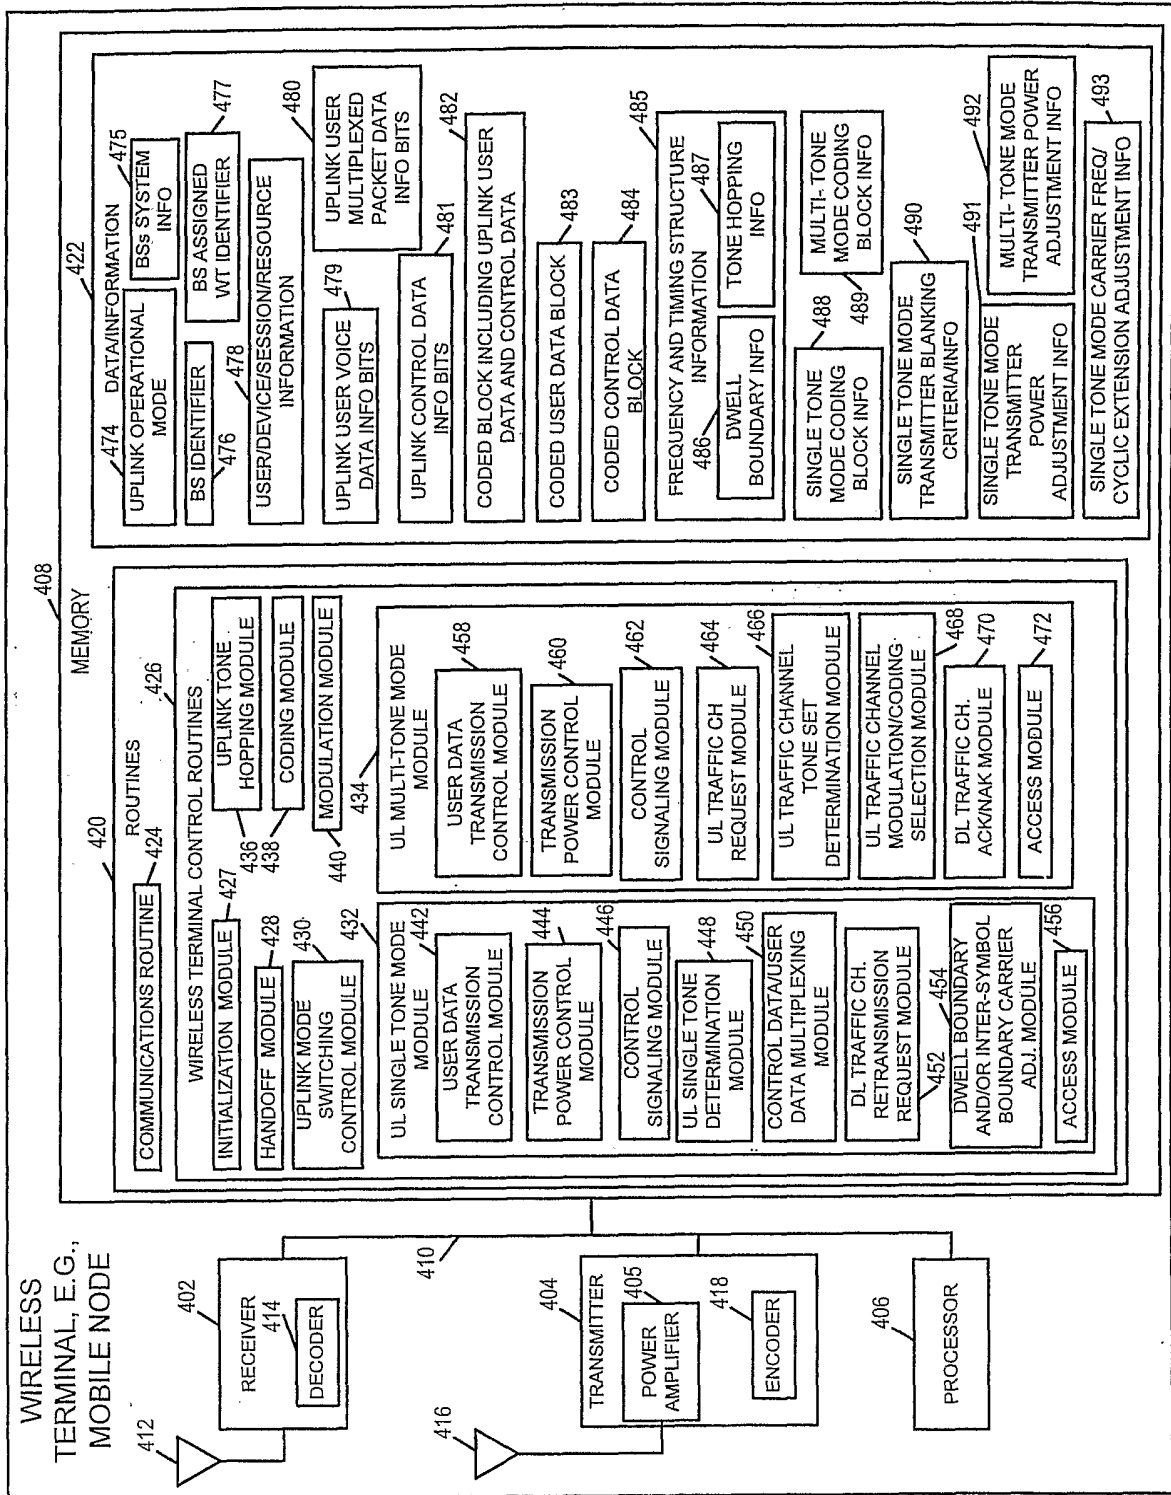 WIRELESS
TERMINAL, E.G.,
MOBILE NODE
412
402
RECEIVER
414
DECODER
410
416
404
TRANSMITTER
405
POWER
AMPLIFIER
418
ENCODER
406
PROCESSOR
408
MEMORY
420
ROUTINES
424
COMMUNICATIONS ROUTINE
426
WIRELESS TERMINAL CONTROL ROUTINES
427
INITIALIZATION MODULE
428
HANDOFF MODULE
430
UPLINK MODE
SWITCHING
CONTROL MODULE
436
UPLINK TONE
HOPPING MODULE
438
CODING MODULE
440
MODULATION MODULE
432
UL SINGLE TONE MODE
MODULE
442
USER DATA
TRANSMISSION
CONTROL MODULE
444
TRANSMISSION
POWER CONTROL
MODULE
446
CONTROL
SIGNALING MODULE
448
UL SINGLE TONE
DETERMINATION
MODULE
450
CONTROL DATA/USER
DATA MULTIPLEXING
MODULE
DL TRAFFIC CH.
RETRANSMISSION
REQUEST MODULE
452
454
DWELL BOUNDARY
AND/OR INTER-SYMBOL
BOUNDARY CARRIER
ADJ. MODULE
456
ACCESS MODULE
434
UL MULTI-TONE MODE
MODULE
458
USER DATA
TRANSMISSION
CONTROL MODULE
460
TRANSMISSION
POWER CONTROL
MODULE
462
CONTROL
SIGNALING MODULE
464
UL TRAFFIC CH
REQUEST MODULE
466
UL TRAFFIC CHANNEL
TONE SET
DETERMINATION MODULE
468
UL TRAFFIC CHANNEL
MODULATION/CODING
SELECTION MODULE
470
DL TRAFFIC CH.
ACK/NAK MODULE
472
ACCESS MODULE
422
DATA/INFORMATION
474
UPLINK OPERATIONAL
MODE
475
BSs SYSTEM
INFO
BS IDENTIFIER
476
477
BS ASSIGNED
WT IDENTIFIER
478
USER/DEVICE/SESSION/RESOURCE
INFORMATION
479
UPLINK USER VOICE
DATA INFO BITS
480
UPLINK USER
MULTIPLEXED
PACKET DATA
INFO BITS
481
UPLINK CONTROL DATA
INFO BITS
482
CODED BLOCK INCLUDING UPLINK USER
DATA AND CONTROL DATA
483
CODED USER DATA BLOCK
484
CODED CONTROL DATA
BLOCK
485
FREQUENCY AND TIMING STRUCTURE
INFORMATION
486
DWELL
BOUNDARY INFO
487
TONE HOPPING
INFO
488
SINGLE TONE
MODE CODING
BLOCK INFO
489
MULTI- TONE
MODE CODING
BLOCK INFO
490
SINGLE TONE MODE
TRANSMITTER BLANKING
CRITERIA/INFO
491
SINGLE TONE MODE
TRANSMITTER
POWER
ADJUSTMENT INFO
492
MULTI- TONE MODE
TRANSMITTER POWER
ADJUSTMENT INFO
493
SINGLE TONE MODE CARRIER FREQ/
CYCLIC EXTENSION ADJUSTMENT INFO